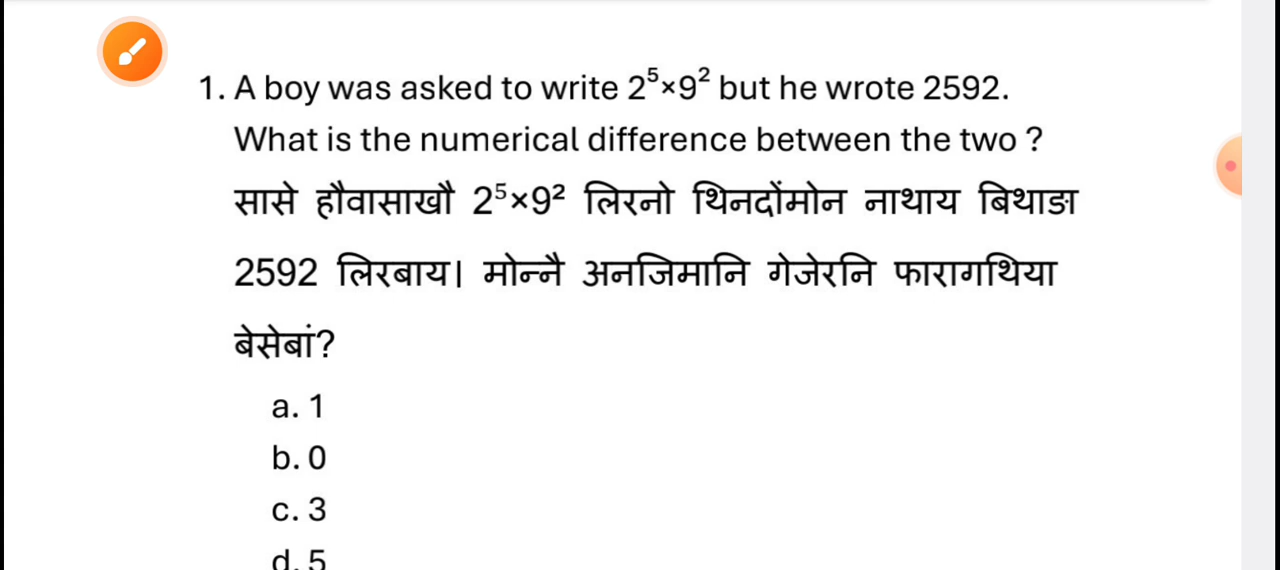 1. A boy was asked to write 2⁵×9² but he wrote 2592.
What is the numerical difference between the two ?
सासे हौवासाखौ 2⁵×9² लिरनो थिनदोंमोन नाथाय बिथाङा
2592 लिरबाय। मोन्नै अनजिमानि गेजेरनि फारागथिया
बेसेबां?
a. 1
b. 0
c. 3
d. 5